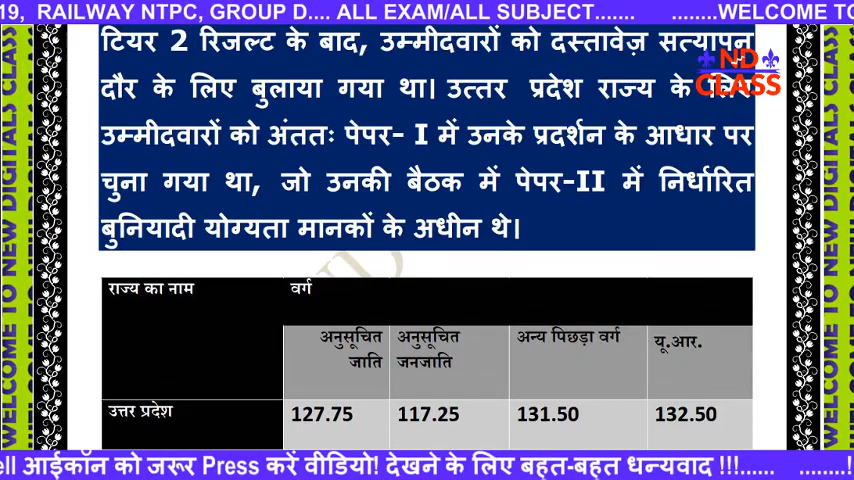 19, RAILWAY NTPC, GROUP D.... ALL EXAM/ALL SUBJECT....... ........WELCOME TO
टियर 2 रिजल्ट के बाद, उम्मीदवारों को दस्तावेज़ सत्यापन
दौर के लिए बुलाया गया था। उत्तर प्रदेश राज्य के लिए
उम्मीदवारों को अंततः पेपर- I में उनके प्रदर्शन के आधार पर
चुना गया था, जो उनकी बैठक में पेपर-II में निर्धारित
बुनियादी योग्यता मानकों के अधीन थे।
ND
CLASS
राज्य का नाम वर्ग
अनुसूचित जाति अनुसूचित जनजाति अन्य पिछड़ा वर्ग यू.आर.
उत्तर प्रदेश 127.75 117.25 131.50 132.50
ell आईकॉन को जरूर Press करें वीडियो! देखने के लिए बहत-बहत धन्यवाद !!!...... ........!
WELCOME TO NEW DIGITALS CLASS
WELCOME TO NEW DIGITALS CLASS